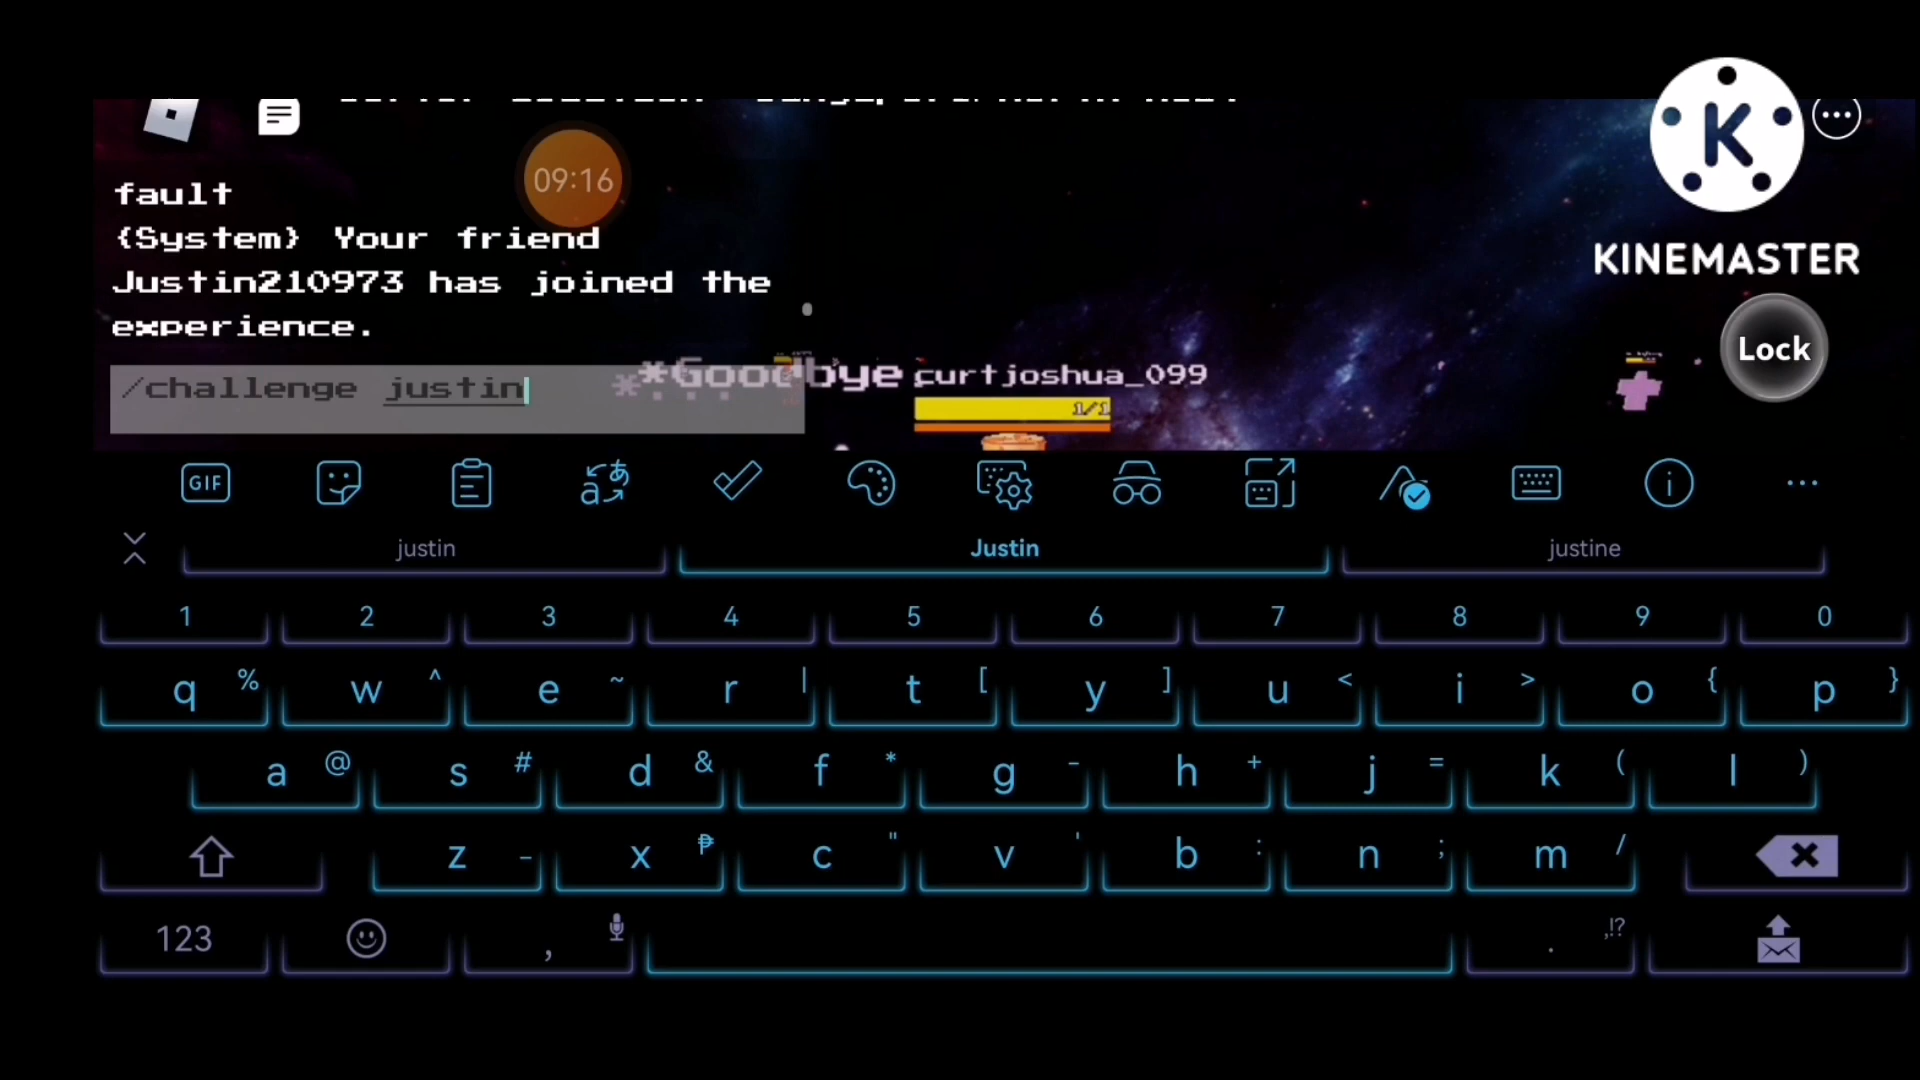 09:16
fault
{System} Your friend
Justin210973 has joined the
experience.
/challenge justin
*Goodbye
curtjoshua_099
1/1
K
KINEMASTER
Lock
GIF
justin Justin justine
1 2 3 4 5 6 7 8 9 0
q % w ^ e ~ r | t [ y ] u < i > o { p }
a @ s # d & f * g - h + j = k ( l )
z _ x ₱ c " v ' b : n ; m /
123 , . ,!?